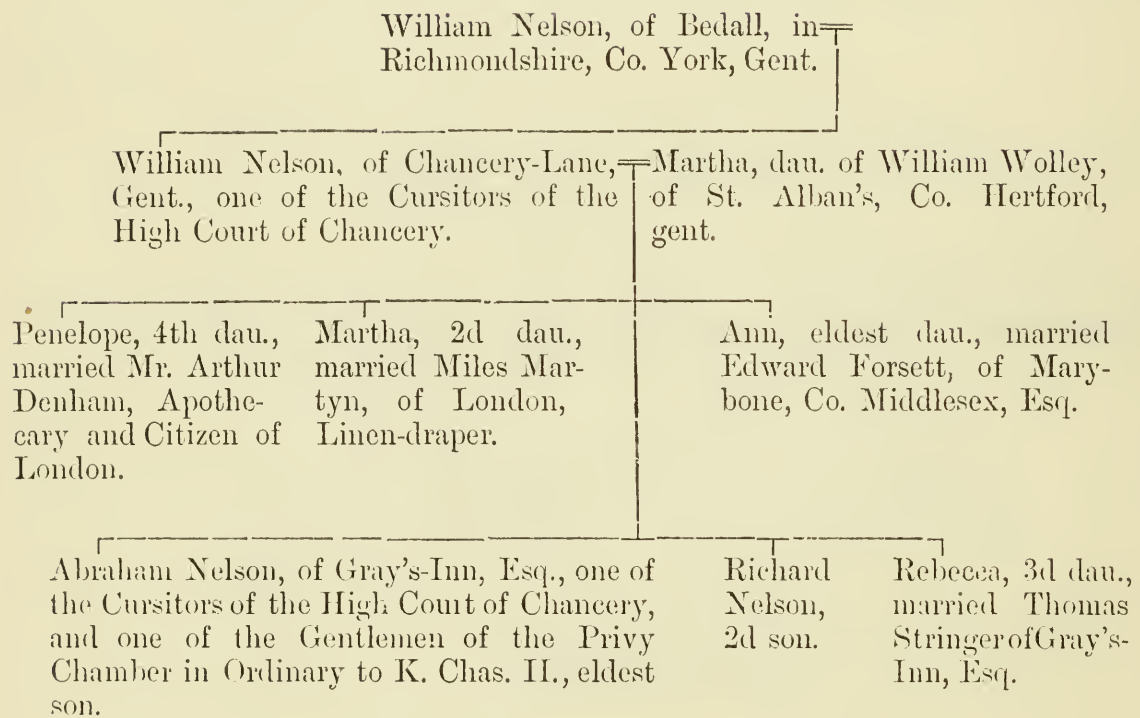 William Nelson, of Bedall, in
Richmondshire, Co. York, Gent.
William Nelson, of Chancery-Lane,
Gent., one of the Cursitors of the
High Court of Chancery.
Martha, dau. of William Wolley,
of St. Alban's, Co. Hertford,
gent.
Penelope, 4th dau.,
married Mr. Arthur
Denham, Apothe-
cary and Citizen of
London.
Martha, 2d dau.,
married Miles Mar-
tyn, of London,
Linen-draper.
Ann, eldest dau., married
Edward Forsett, of Mary-
bone, Co. Middlesex, Esq.
Abraham Nelson, of Gray's-Inn, Esq., one of
the Cursitors of the High Court of Chancery,
and one of the Gentlemen of the Privy
Chamber in Ordinary to K. Chas. II., eldest
son.
Richard
Nelson,
2d son.
Rebecca, 3d dau.,
married Thomas
Stringer of Gray's-
Inn, Esq.